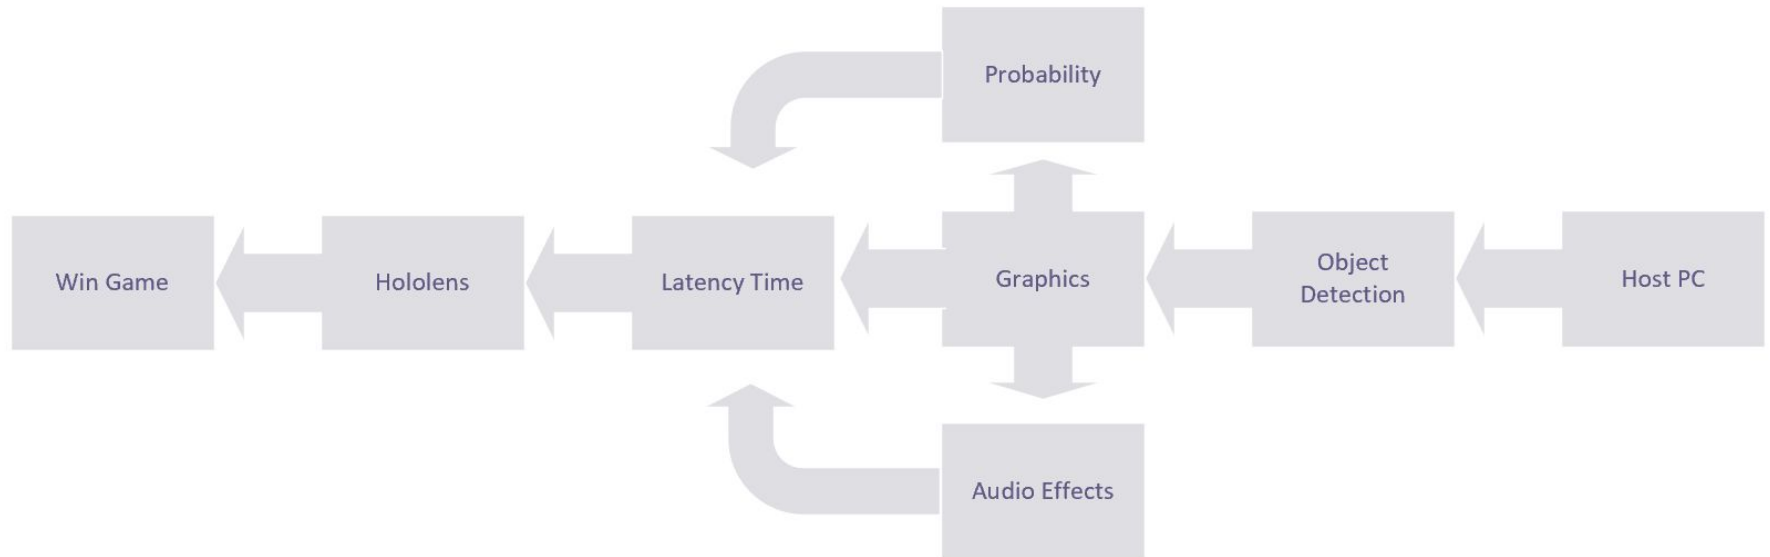 Probability
Win Game
Hololens
Latency Time
Graphics
Object
Detection
Host PC
Audio Effects